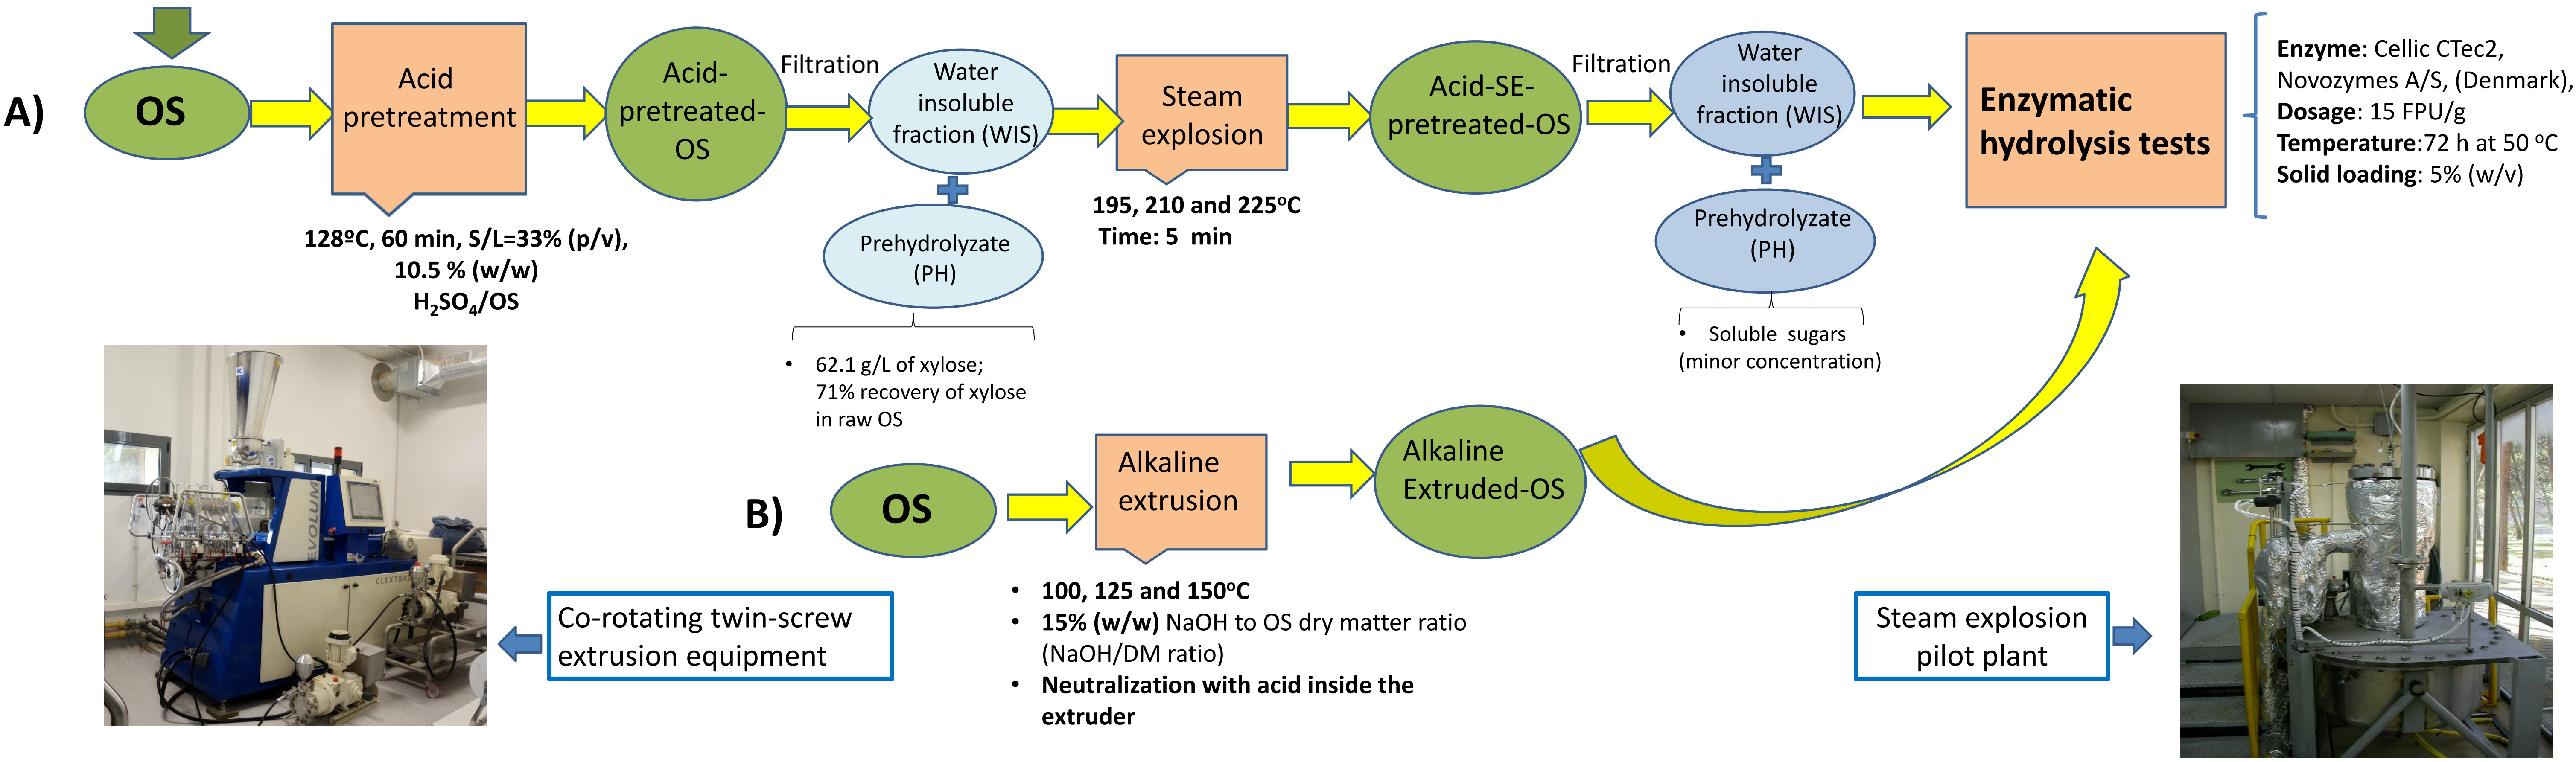 A)
OS
Acid
pretreatment
128ºC, 60 min, S/L=33% (p/v),
10.5 % (w/w)
H₂SO₄/OS
Acid-
pretreated-
OS
Filtration
Water
insoluble
fraction (WIS)
Prehydrolyzate
(PH)
• 62.1 g/L of xylose;
71% recovery of xylose
in raw OS
Steam
explosion
195, 210 and 225ºC
Time: 5 min
Acid-SE-
pretreated-OS
Filtration
Water
insoluble
fraction (WIS)
Prehydrolyzate
(PH)
• Soluble sugars
(minor concentration)
Enzymatic
hydrolysis tests
Enzyme: Cellic CTec2,
Novozymes A/S, (Denmark),
Dosage: 15 FPU/g
Temperature:72 h at 50 ºC
Solid loading: 5% (w/v)
B)
OS
Alkaline
extrusion
• 100, 125 and 150ºC
• 15% (w/w) NaOH to OS dry matter ratio
(NaOH/DM ratio)
• Neutralization with acid inside the
extruder
Alkaline
Extruded-OS
EVOLUM
CLEXTRAL
Co-rotating twin-screw
extrusion equipment
Steam explosion
pilot plant